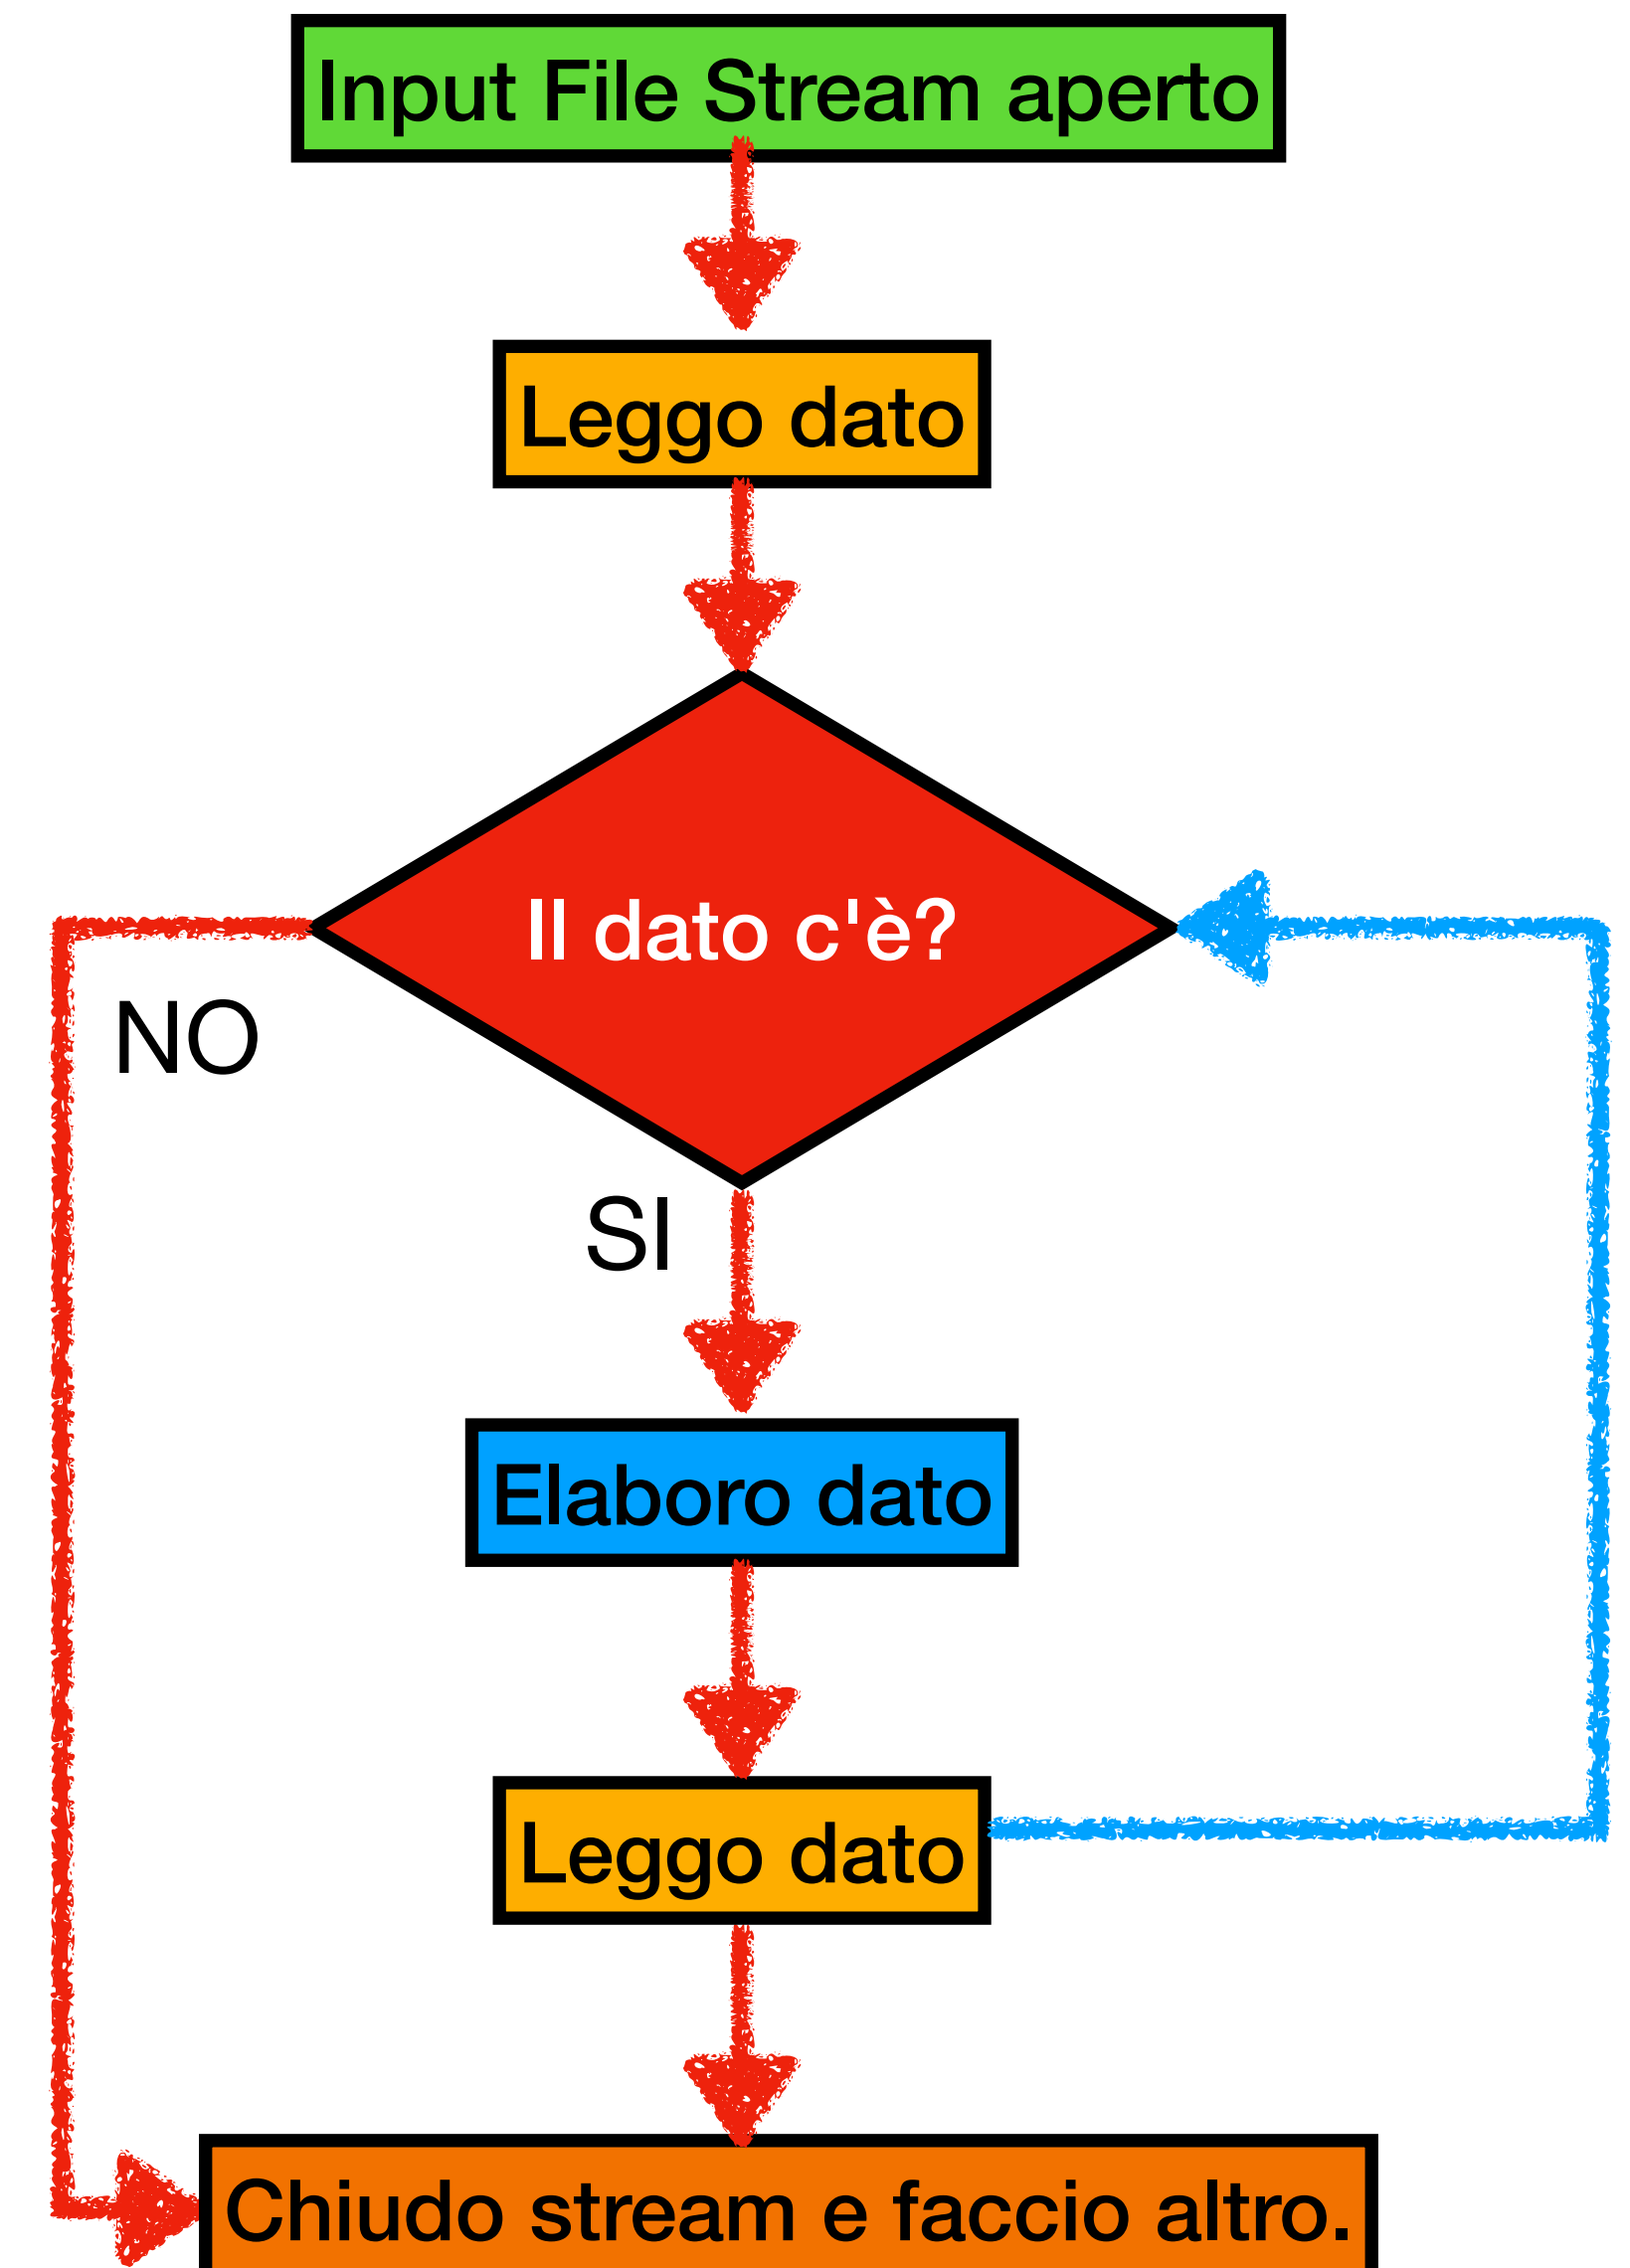 Input File Stream aperto
Leggo dato
Il dato c'è?
NO
SI
Elaboro dato
Leggo dato
Chiudo stream e faccio altro.